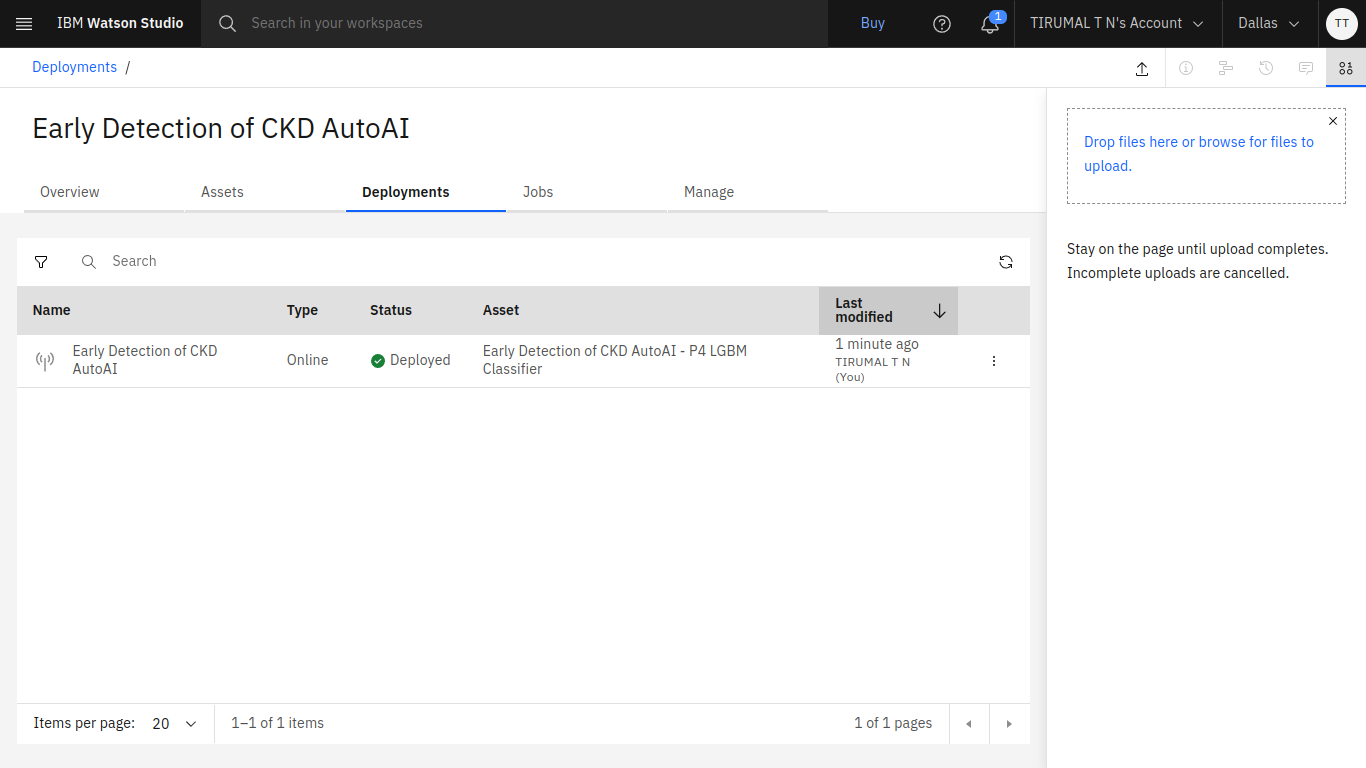 IBM Watson Studio
Search in your workspaces
Buy
1
TIRUMAL T N's Account
Dallas
TT
Deployments /
Early Detection of CKD AutoAI
Overview
Assets
Deployments
Jobs
Manage
Drop files here or browse for files to
upload.
Stay on the page until upload completes.
Incomplete uploads are cancelled.
Search
Name
Type
Status
Asset
Last
modified
Early Detection of CKD
AutoAI
Online
Deployed
Early Detection of CKD AutoAI - P4 LGBM
Classifier
1 minute ago
TIRUMAL T N
(You)
Items per page: 20
1–1 of 1 items
1 of 1 pages